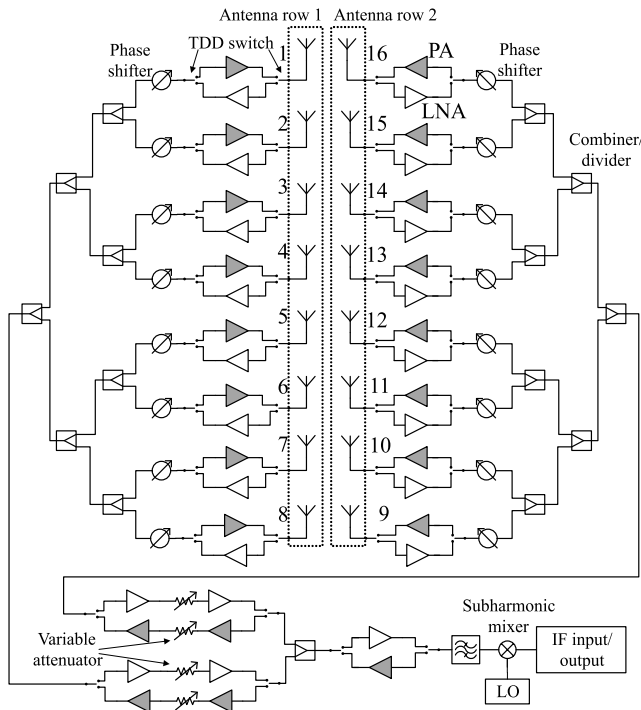 Antenna row 1
Antenna row 2
Phase
shifter
TDD switch
1
16
PA
Phase
shifter
2
15
LNA
Combiner/
divider
3
14
4
13
5
12
6
11
7
10
8
9
Variable
attenuator
Subharmonic
mixer
IF input/
output
LO